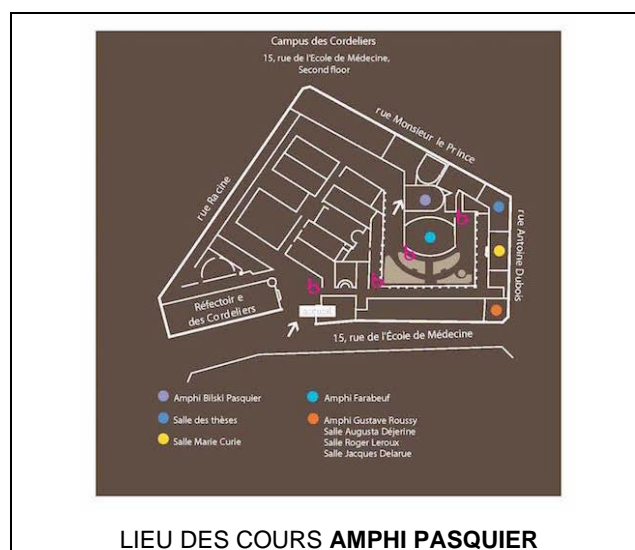 Campus des Cordeliers
15, rue de l'Ecole de Médecine,
Second floor
rue Monsieur le Prince
rue Racine
rue Antoine Dubois
Réfectoire
des Cordeliers
accueil
15, rue de l'École de Médecine
Amphi Bilski Pasquier
Salle des thèses
Salle Marie Curie
Amphi Farabeuf
Amphi Gustave Roussy
Salle Augusta Déjerine
Salle Roger Leroux
Salle Jacques Delarue
LIEU DES COURS AMPHI PASQUIER